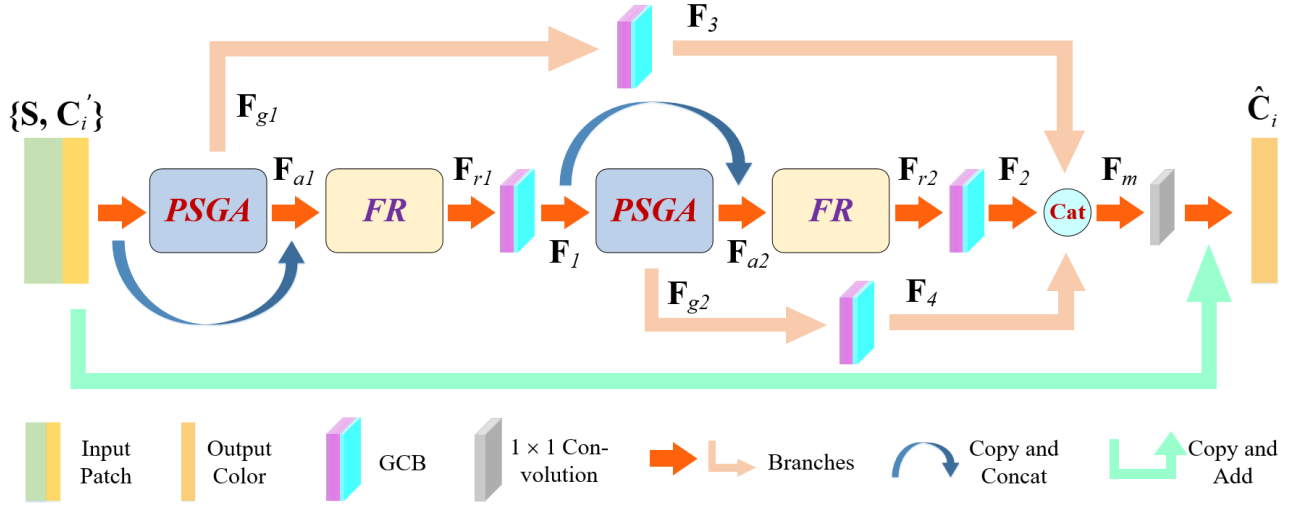 F3
{S, C'i}
Fg1
Ĉi
PSGA
Fa1
FR
Fr1
F1
PSGA
Fa2
FR
Fr2
F2
Cat
Fm
Fg2
F4
Input
Patch
Output
Color
GCB
1 × 1 Con-
volution
Branches
Copy and
Concat
Copy and
Add